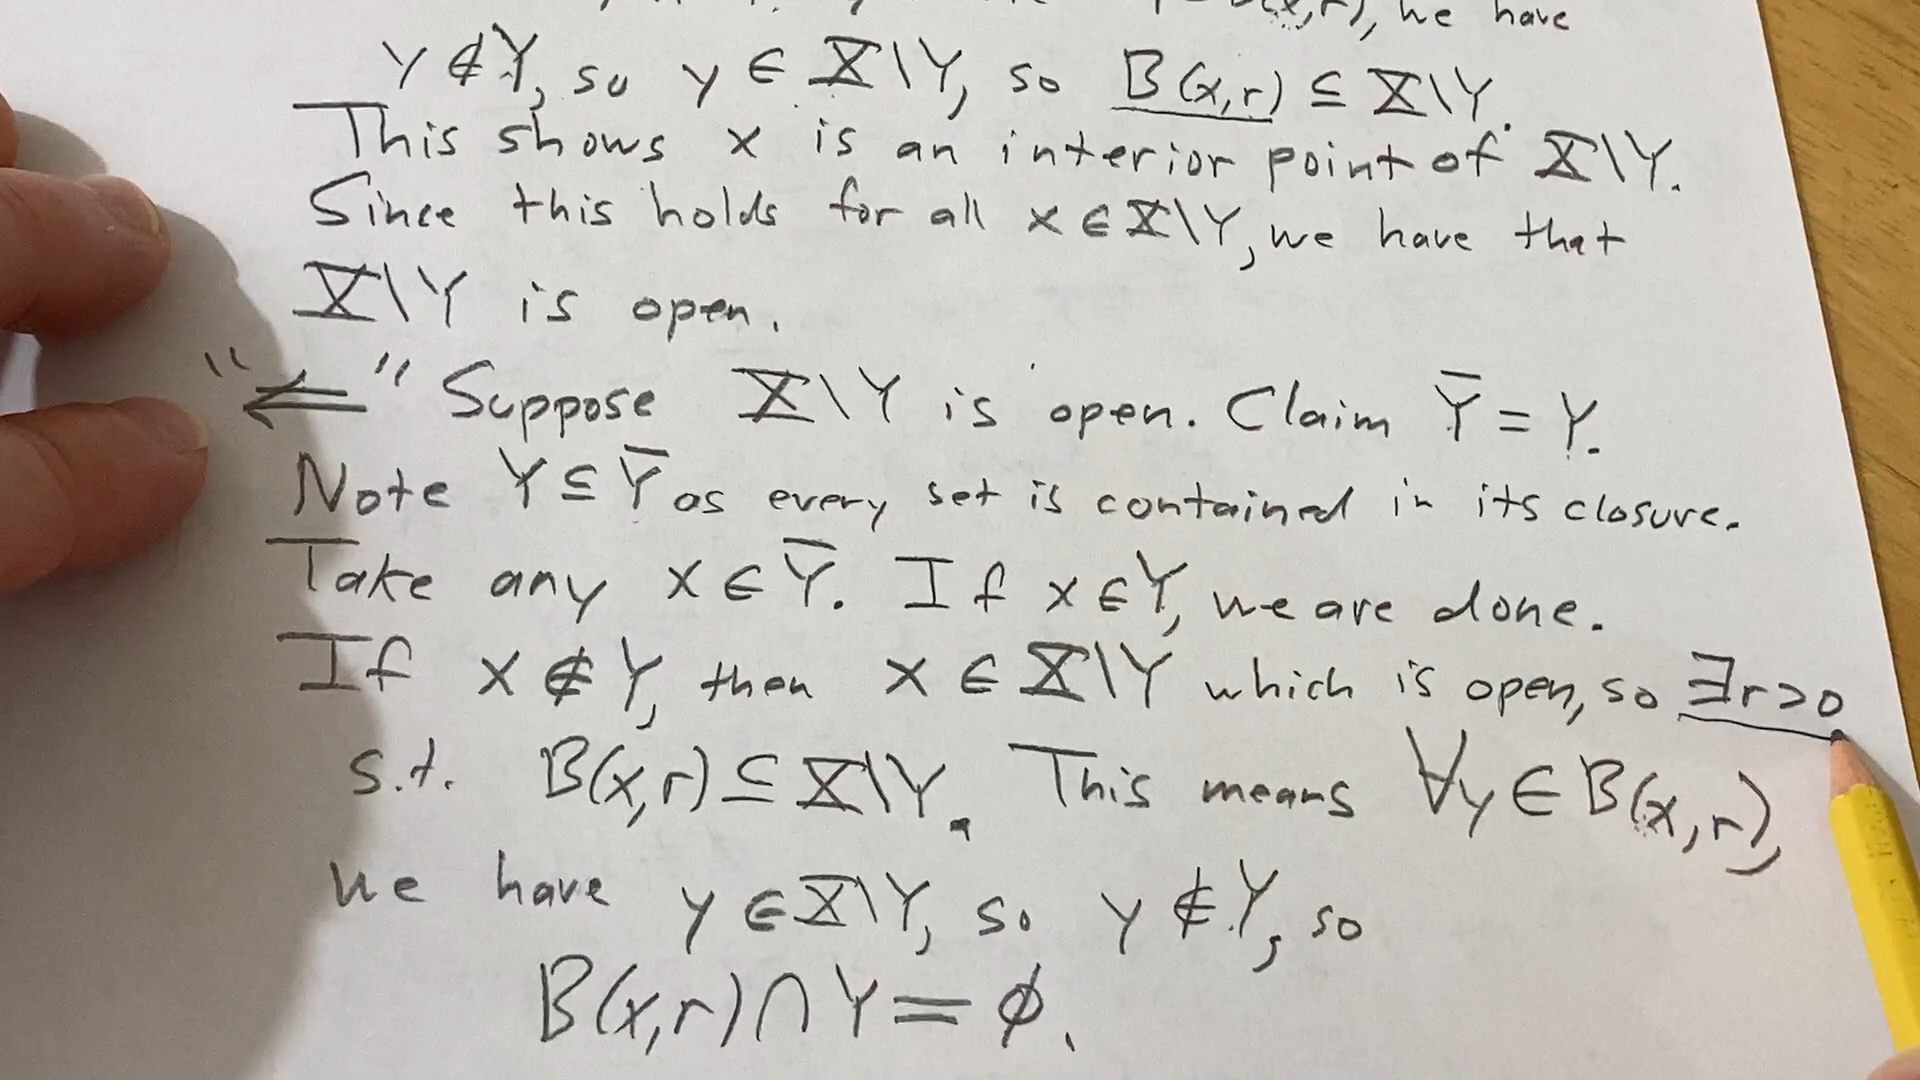 B(x,r), we have
y ∉ Y, so y ∈ X\Y, so B(x,r) ⊆ X\Y.
This shows x is an interior point of X\Y.
Since this holds for all x ∈ X\Y, we have that
X\Y is open.
"⇐" Suppose X\Y is open. Claim Ȳ = Y.
Note Y ⊆ Ȳ as every set is contained in its closure.
Take any x ∈ Ȳ. If x ∈ Y, we are done.
If x ∉ Y, then x ∈ X\Y which is open, so ∃r>0
s.t. B(x,r) ⊆ X\Y. This means ∀y ∈ B(x,r),
we have y ∈ X\Y, so y ∉ Y, so
B(x,r) ∩ Y = ϕ.